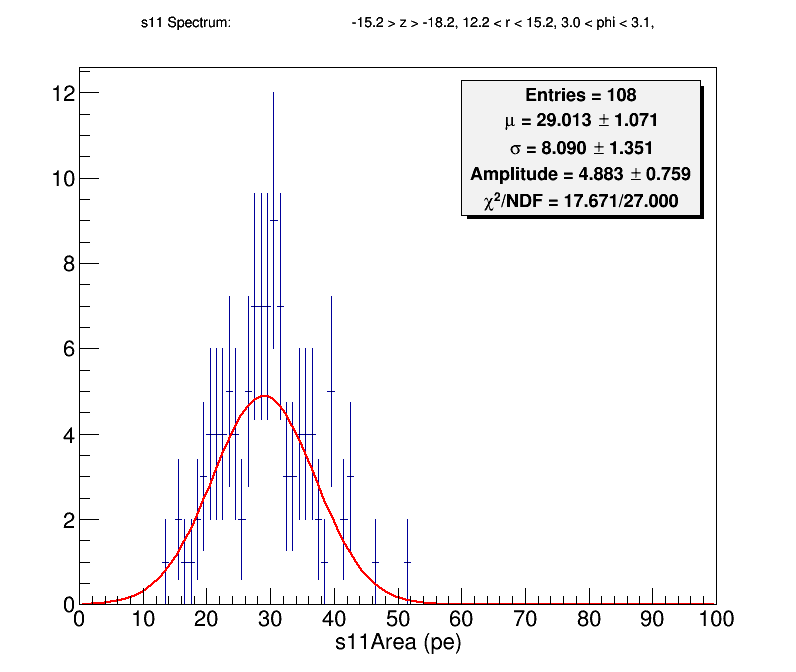 s11 Spectrum: -15.2 > z > -18.2, 12.2 < r < 15.2, 3.0 < phi < 3.1,
Entries = 108
μ = 29.013 ± 1.071
σ = 8.090 ± 1.351
Amplitude = 4.883 ± 0.759
χ²/NDF = 17.671/27.000
12
10
8
6
4
2
0
0 10 20 30 40 50 60 70 80 90 100
s11Area (pe)